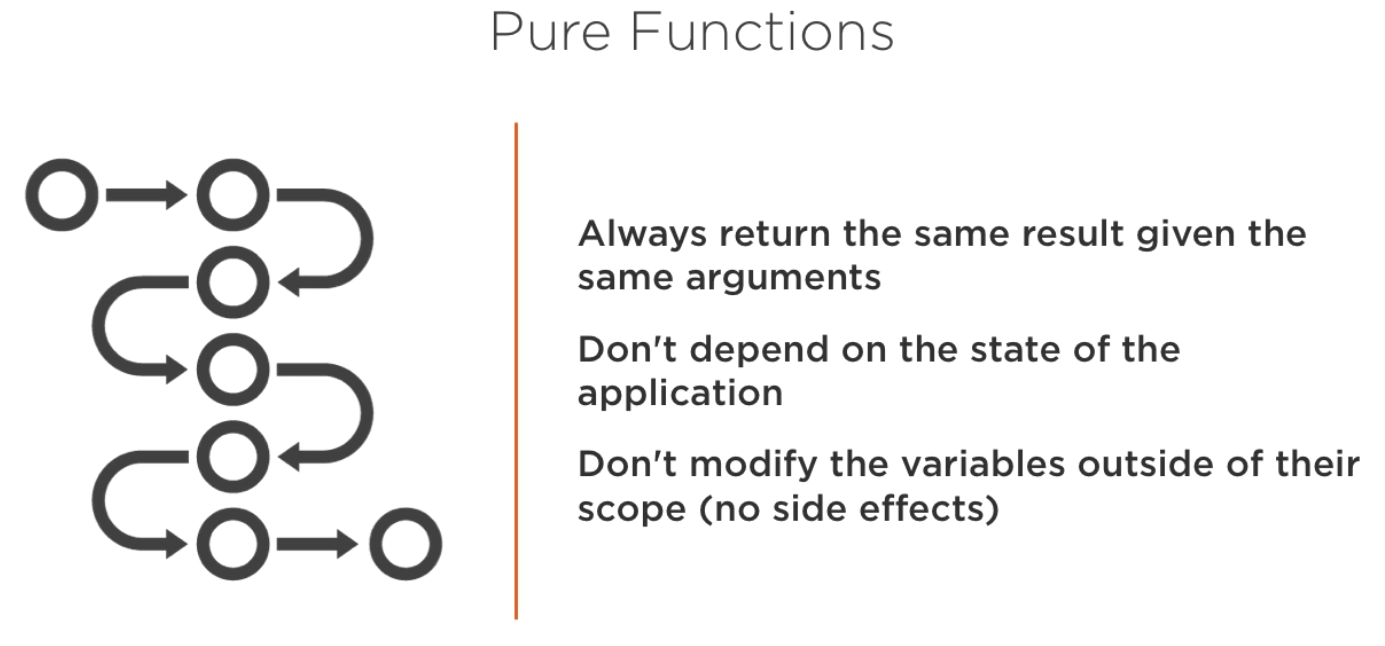 Pure Functions
Always return the same result given the
same arguments
Don't depend on the state of the
application
Don't modify the variables outside of their
scope (no side effects)